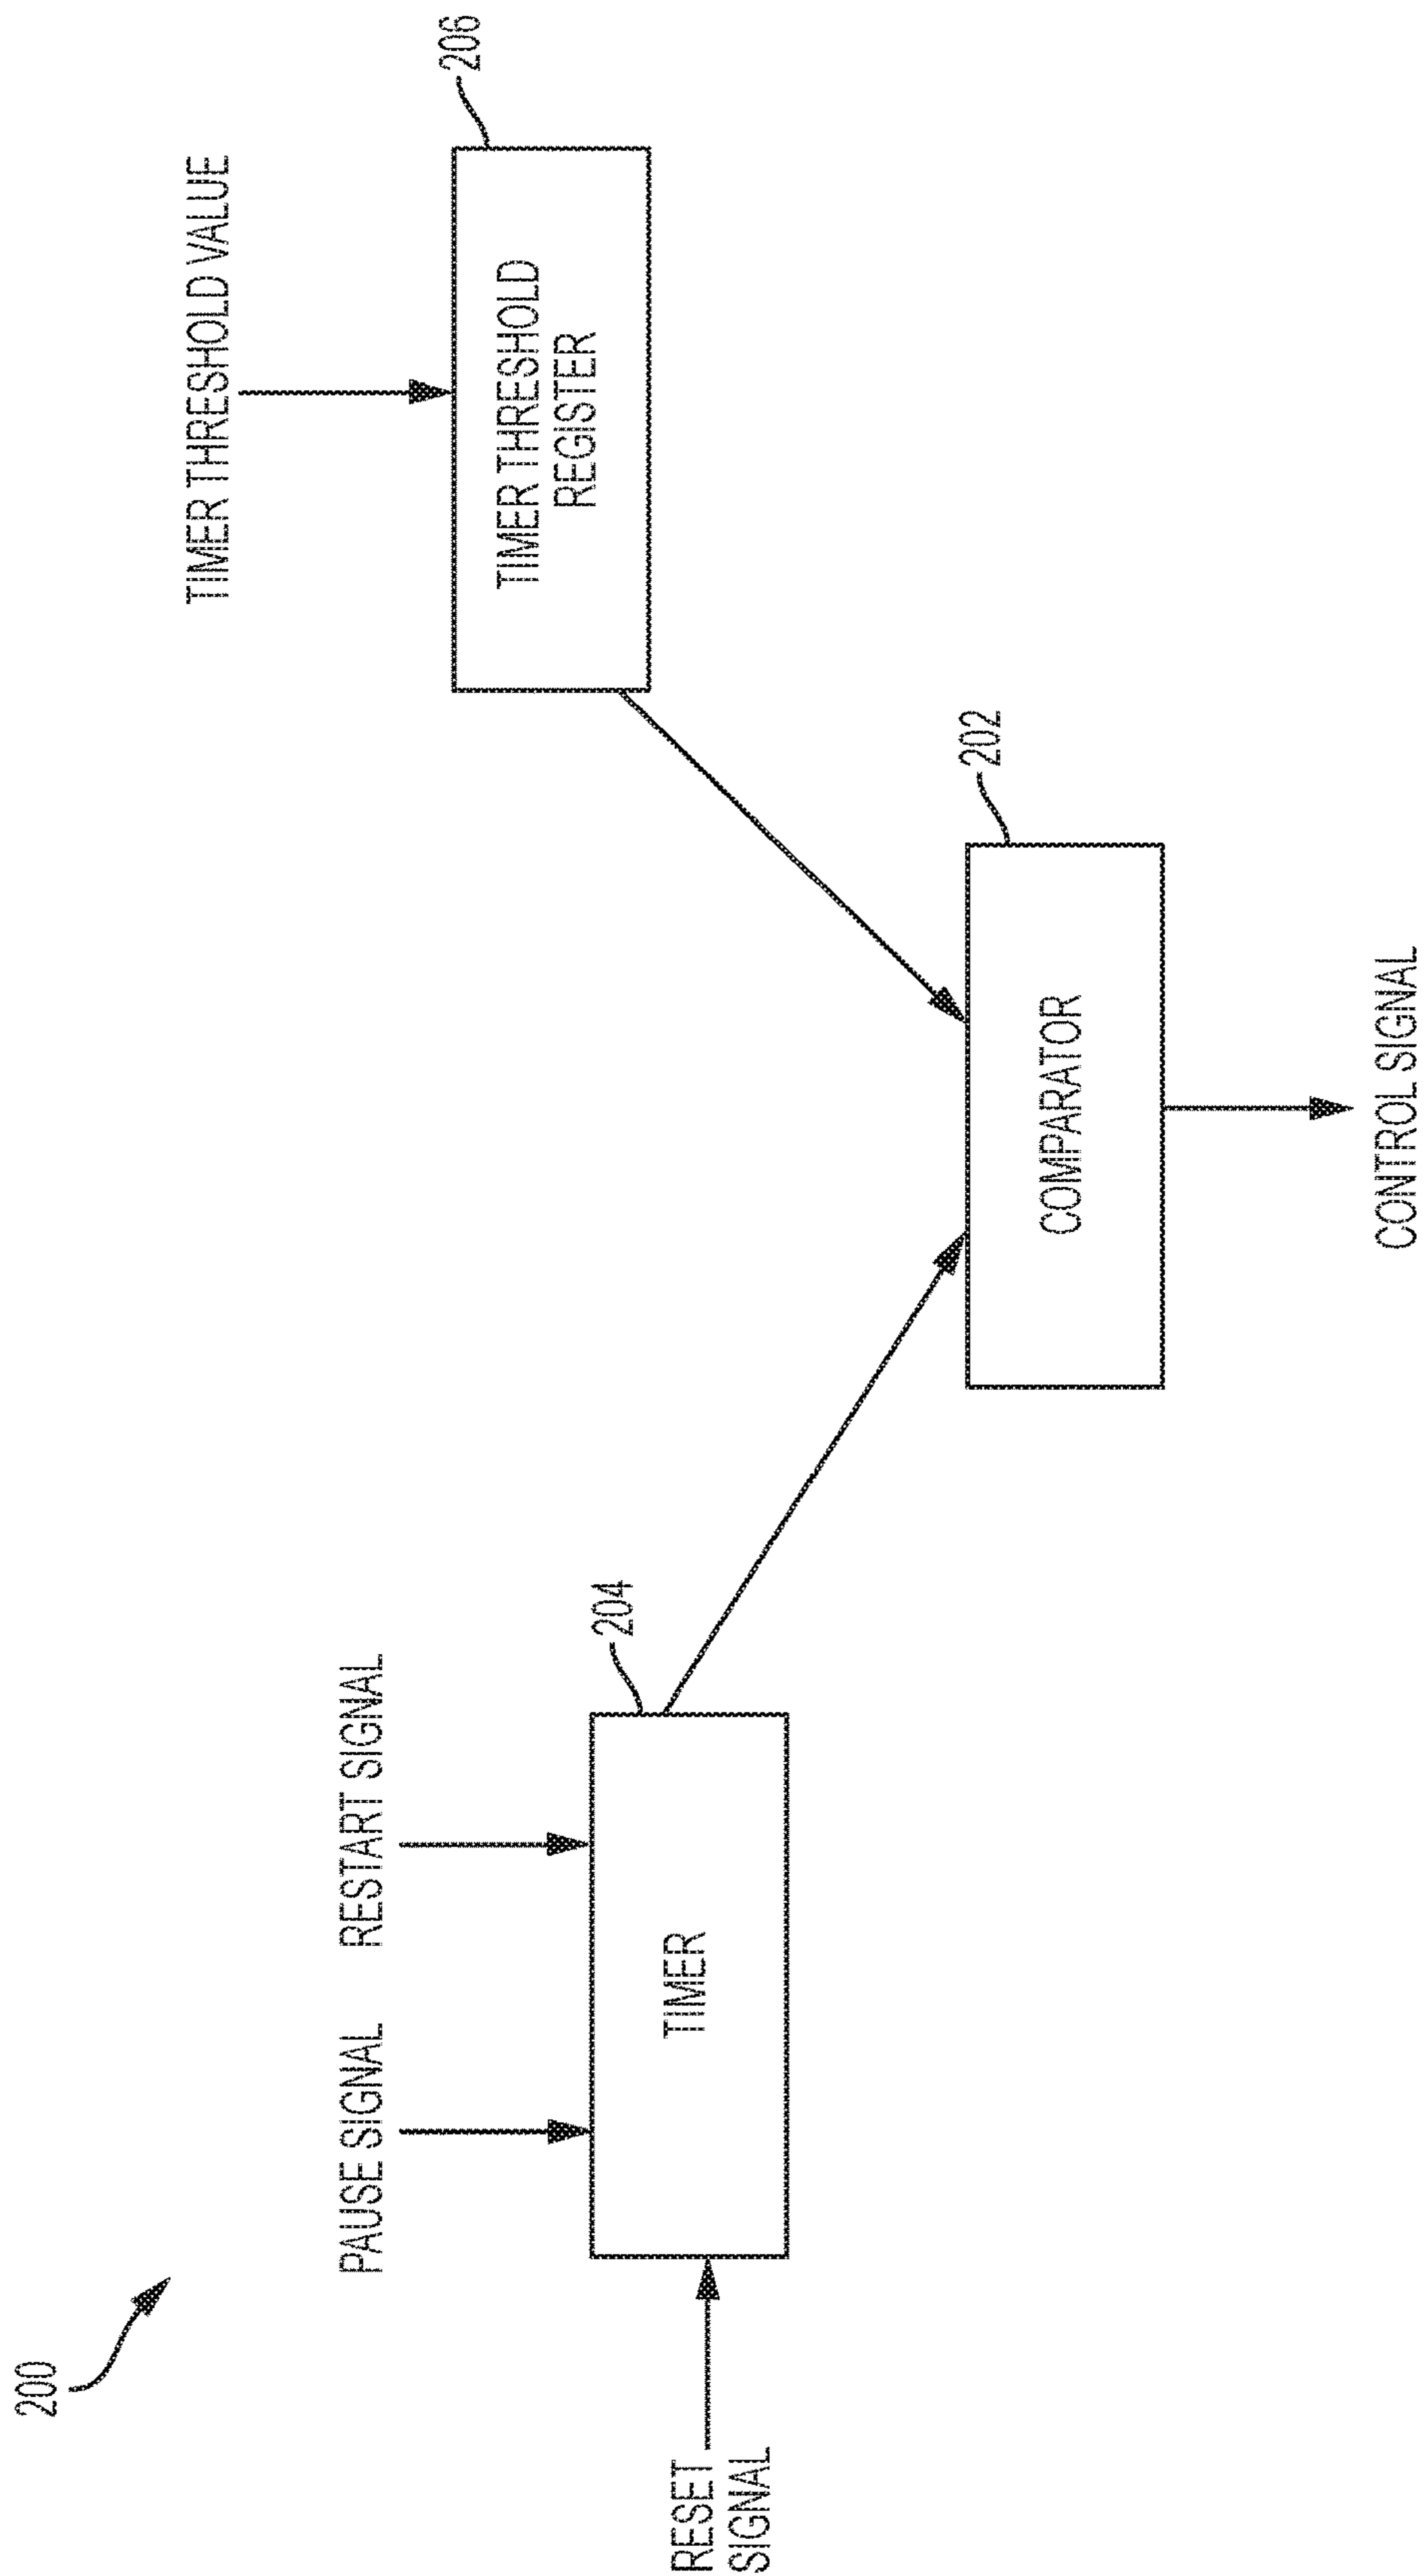 200
PAUSE SIGNAL
RESTART SIGNAL
RESET
SIGNAL
TIMER
204
TIMER THRESHOLD VALUE
206
TIMER THRESHOLD
REGISTER
202
COMPARATOR
CONTROL SIGNAL